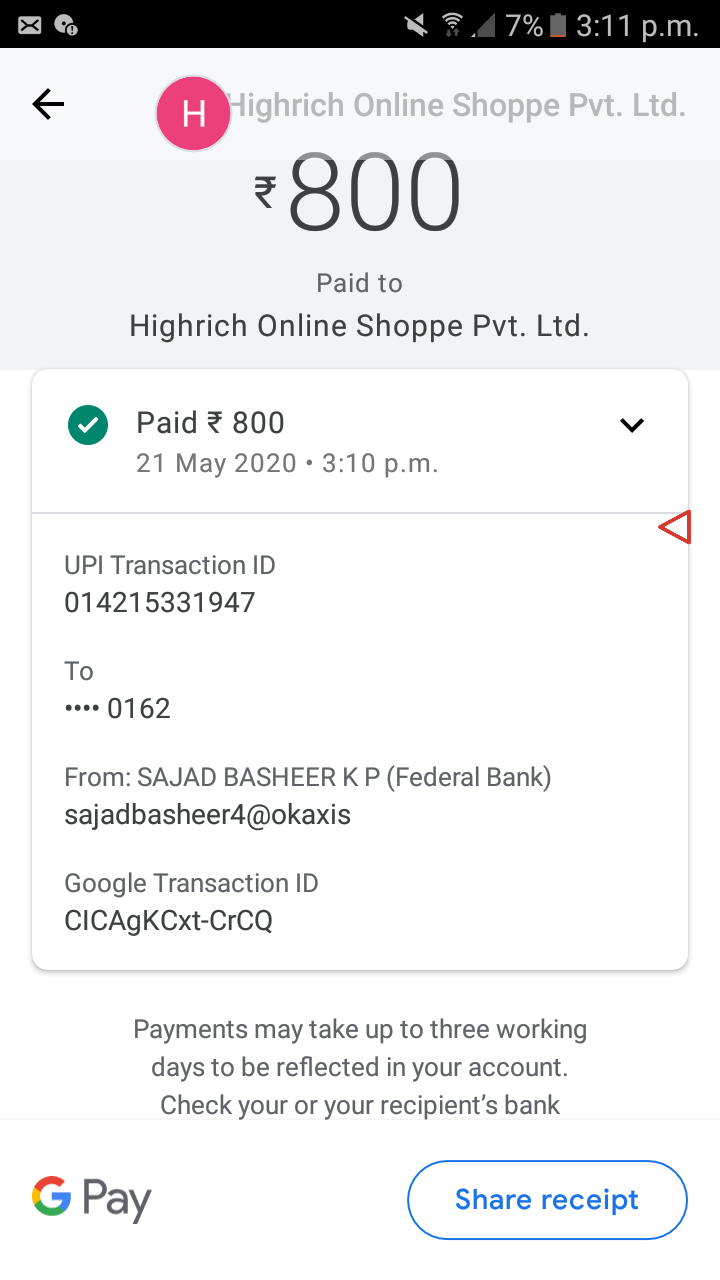 7% 3:11 p.m.
H Highrich Online Shoppe Pvt. Ltd.
₹800
Paid to
Highrich Online Shoppe Pvt. Ltd.
Paid ₹ 800
21 May 2020 • 3:10 p.m.
UPI Transaction ID
014215331947
To
•••• 0162
From: SAJAD BASHEER K P (Federal Bank)
sajadbasheer4@okaxis
Google Transaction ID
CICAgKCxt-CrCQ
Payments may take up to three working
days to be reflected in your account.
Check your or your recipient’s bank
G Pay
Share receipt